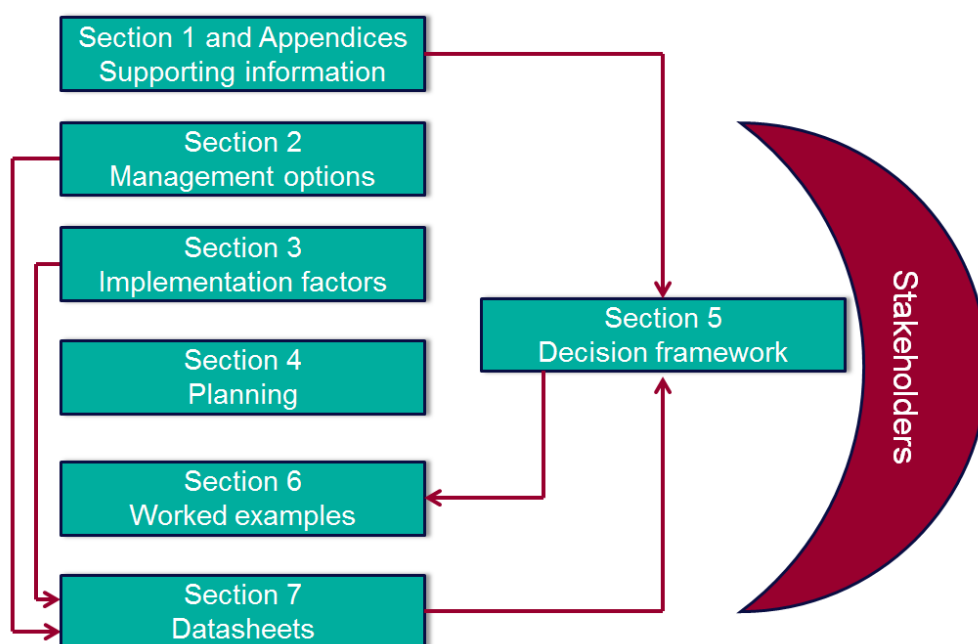 Section 1 and Appendices
Supporting information
Section 2
Management options
Section 3
Implementation factors
Section 4
Planning
Section 5
Decision framework
Section 6
Worked examples
Section 7
Datasheets
Stakeholders